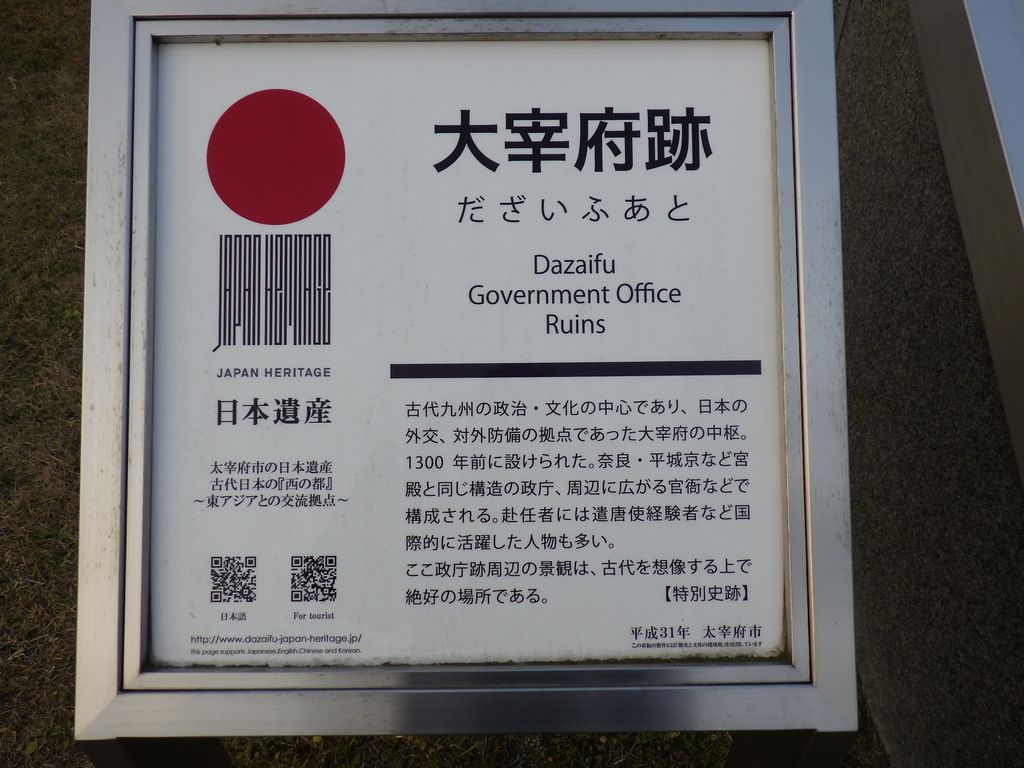 大宰府跡
だざいふあと
Dazaifu
Government Office
Ruins
JAPAN HERITAGE
JAPAN HERITAGE
日本遺産
太宰府市の日本遺産
古代日本の『西の都』
～東アジアとの交流拠点～
日本語
For tourist
http://www.dazaifu-japan-heritage.jp/
This page supports Japanese,English,Chinese and Korean.
古代九州の政治・文化の中心であり、日本の
外交、対外防備の拠点であった大宰府の中枢。
1300 年前に設けられた。奈良・平城京など宮
殿と同じ構造の政庁、周辺に広がる官衙などで
構成される。赴任者には遣唐使経験者など国
際的に活躍した人物も多い。
ここ政庁跡周辺の景観は、古代を想像する上で
絶好の場所である。 【特別史跡】
平成31年 太宰府市